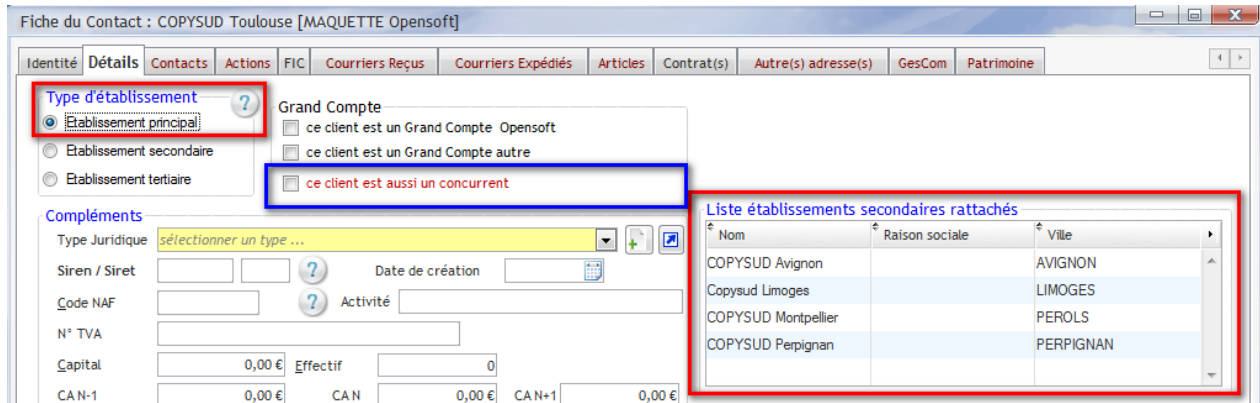 Fiche du Contact : COPYSUD Toulouse [MAQUETTE Opensoft]
Identité Détails Contacts Actions FIC Courriers Reçus Courriers Expédiés Articles Contrat(s) Autre(s) adresse(s) GesCom Patrimoine
Type d'établissement ?
Etablissement principal
Etablissement secondaire
Etablissement tertiaire
Grand Compte
ce client est un Grand Compte Opensoft
ce client est un Grand Compte autre
ce client est aussi un concurrent
Compléments
Type Juridique sélectionner un type ...
Siren / Siret ? Date de création
Code NAF ? Activité
N° TVA
Capital 0,00 € Effectif 0
CA N-1 0,00 € CA N 0,00 € CA N+1 0,00 €
Liste établissements secondaires rattachés
Nom Raison sociale Ville
COPYSUD Avignon AVIGNON
Copysud Limoges LIMOGES
COPYSUD Montpellier PEROLS
COPYSUD Perpignan PERPIGNAN